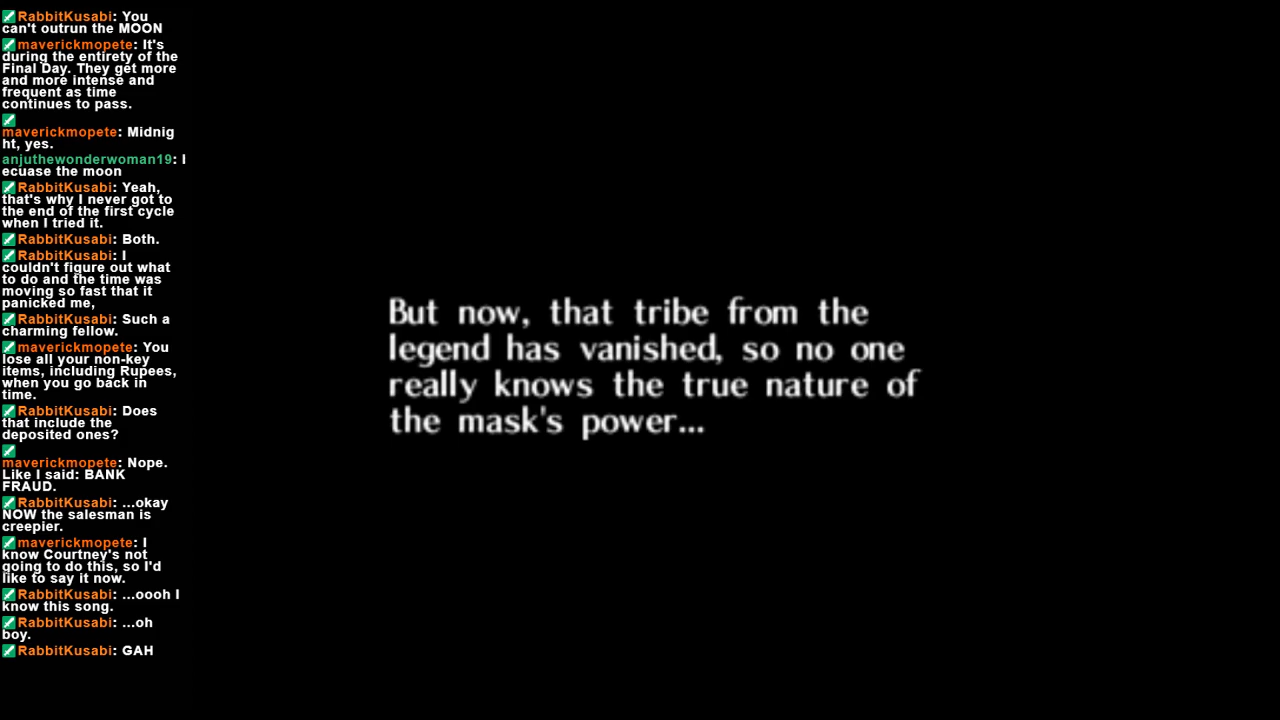 RabbitKusabi: You
can't outrun the MOON
maverickmopete: It's
during the entirety of the
Final Day. They get more
and more intense and
frequent as time
continues to pass.
maverickmopete: Midnig
ht, yes.
anjuthewonderwoman19: I
ecuase the moon
RabbitKusabi: Yeah,
that's why I never got to
the end of the first cycle
when I tried it.
RabbitKusabi: Both.
RabbitKusabi: I
couldn't figure out what
to do and the time was
moving so fast that it
panicked me,
RabbitKusabi: Such a
charming fellow.
maverickmopete: You
lose all your non-key
items, including Rupees,
when you go back in
time.
RabbitKusabi: Does
that include the
deposited ones?
maverickmopete: Nope.
Like I said: BANK
FRAUD.
RabbitKusabi: ...okay
NOW the salesman is
creepier.
maverickmopete: I
know Courtney's not
going to do this, so I'd
like to say it now.
RabbitKusabi: ...oooh I
know this song.
RabbitKusabi: ...oh
boy.
RabbitKusabi: GAH
But now, that tribe from the
legend has vanished, so no one
really knows the true nature of
the mask's power...